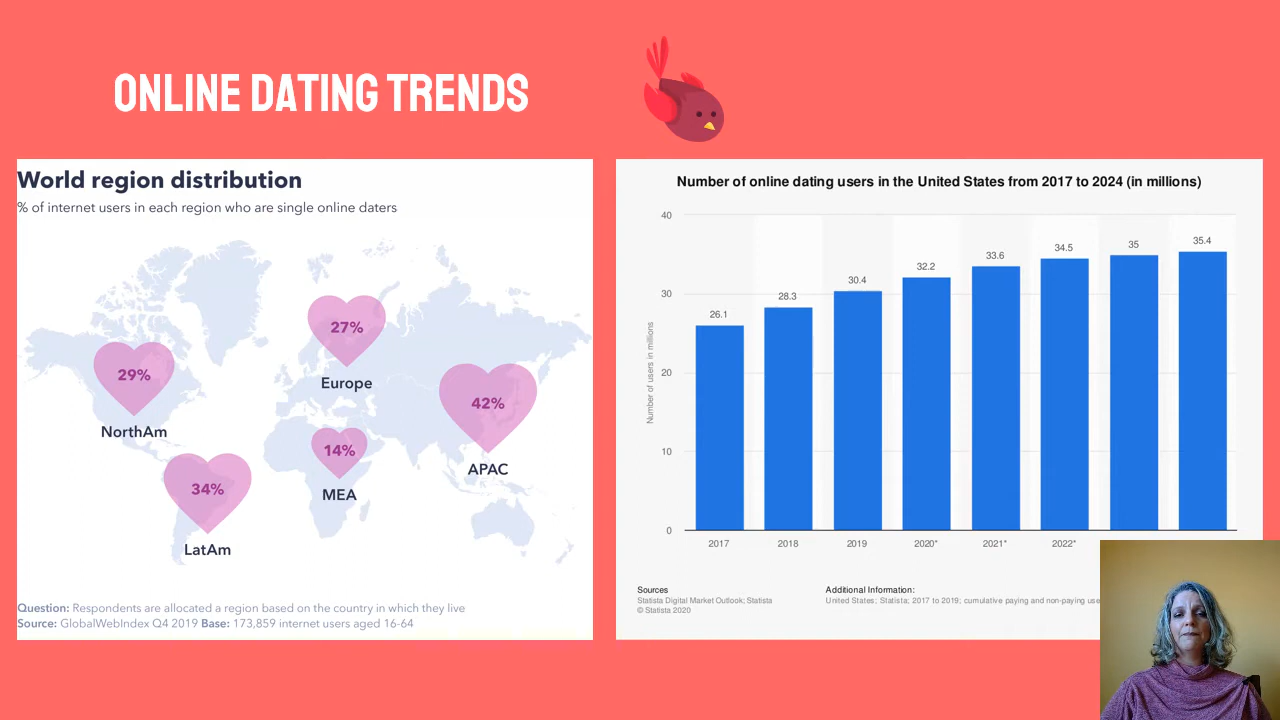 ONLINE DATING TRENDS
World region distribution
% of internet users in each region who are single online daters
27%
Europe
29%
NorthAm
42%
APAC
14%
MEA
34%
LatAm
Question: Respondents are allocated a region based on the country in which they live
Source: GlobalWebIndex Q4 2019 Base: 173,859 internet users aged 16-64
Number of online dating users in the United States from 2017 to 2024 (in millions)
Number of users in millions
40
30
20
10
0
26.1
28.3
30.4
32.2
33.6
34.5
35
35.4
2017
2018
2019
2020*
2021*
2022*
Sources
Statista Digital Market Outlook; Statista
© Statista 2020
Additional Information:
United States; Statista; 2017 to 2019; cumulative paying and non-paying use